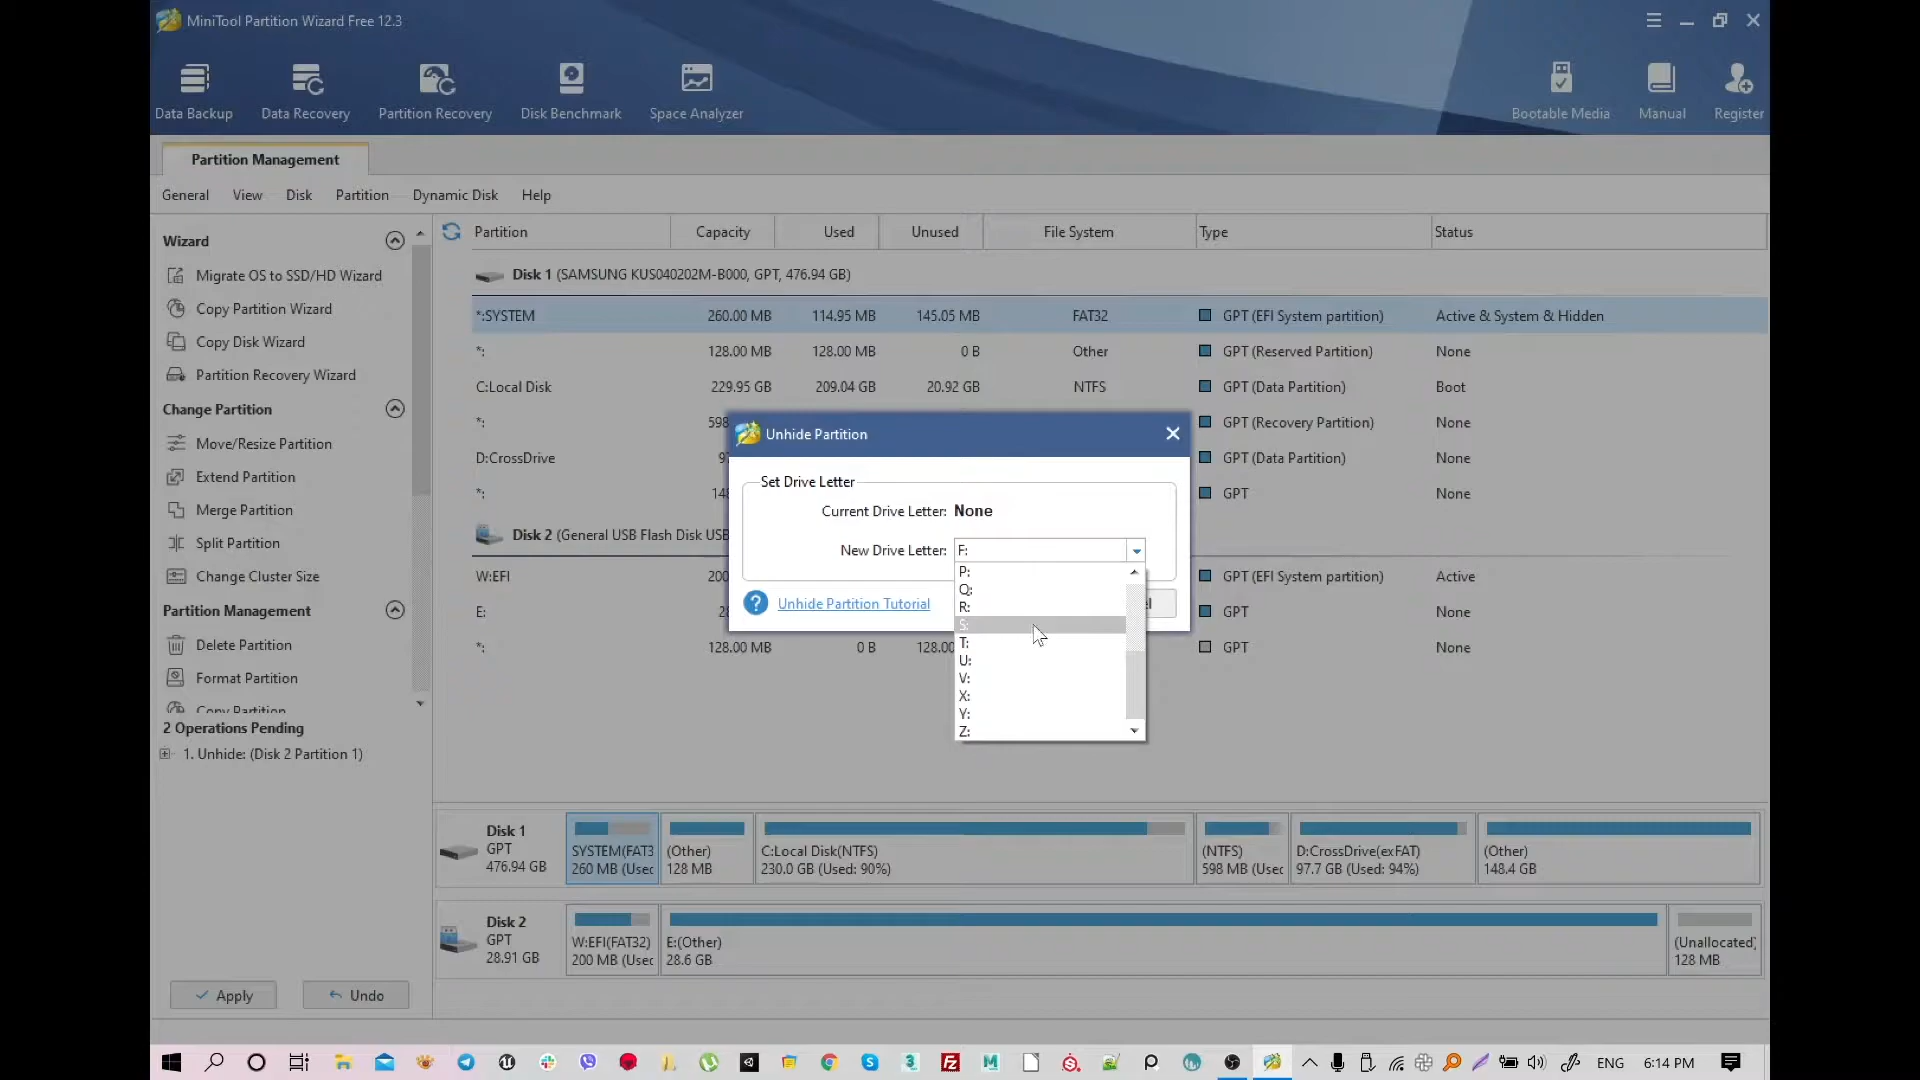 MiniTool Partition Wizard Free 12.3
Data Backup
Data Recovery
Partition Recovery
Disk Benchmark
Space Analyzer
Bootable Media
Manual
Register
Partition Management
General View Disk Partition Dynamic Disk Help
Wizard
Migrate OS to SSD/HD Wizard
Copy Partition Wizard
Copy Disk Wizard
Partition Recovery Wizard
Change Partition
Move/Resize Partition
Extend Partition
Merge Partition
Split Partition
Change Cluster Size
Partition Management
Delete Partition
Format Partition
Copy Partition
2 Operations Pending
1. Unhide: (Disk 2 Partition 1)
Apply
Undo
Partition Capacity Used Unused File System Type Status
Disk 1 (SAMSUNG KUS040202M-B000, GPT, 476.94 GB)
*:SYSTEM 260.00 MB 114.95 MB 145.05 MB FAT32 GPT (EFI System partition) Active & System & Hidden
*: 128.00 MB 128.00 MB 0 B Other GPT (Reserved Partition) None
C:Local Disk 229.95 GB 209.04 GB 20.92 GB NTFS GPT (Data Partition) Boot
*: 598 GPT (Recovery Partition) None
D:CrossDrive 97 GPT (Data Partition) None
*: 148 GPT None
Disk 2 (General USB Flash Disk USB
W:EFI 200 GPT (EFI System partition) Active
E: 28 GPT None
*: 128.00 MB 0 B 128.00 GPT None
Unhide Partition
Set Drive Letter
Current Drive Letter: None
New Drive Letter: F:
P:
Q:
R:
S:
T:
U:
V:
X:
Y:
Z:
Unhide Partition Tutorial
Disk 1
GPT
476.94 GB
SYSTEM(FAT3
260 MB (Usec
(Other)
128 MB
C:Local Disk(NTFS)
230.0 GB (Used: 90%)
(NTFS)
598 MB (Usec
D:CrossDrive(exFAT)
97.7 GB (Used: 94%)
(Other)
148.4 GB
Disk 2
GPT
28.91 GB
W:EFI(FAT32)
200 MB (Usec
E:(Other)
28.6 GB
(Unallocated)
128 MB
ENG 6:14 PM